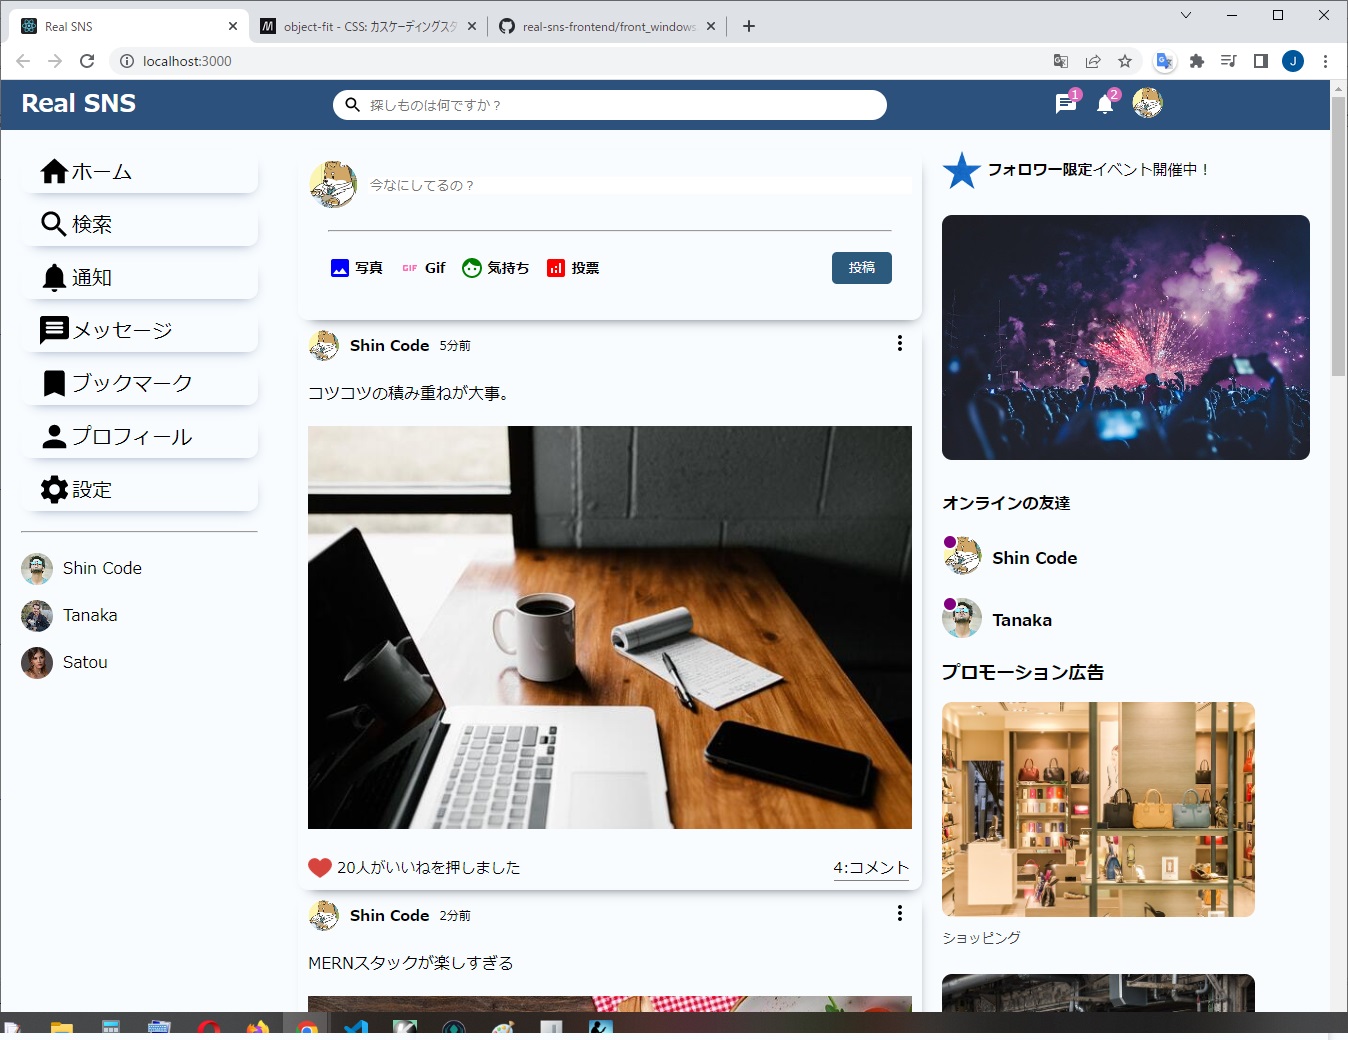 Real SNS
object-fit - CSS: カスケーディングスタ
real-sns-frontend/front_windows
localhost:3000
J
Real SNS
探しものは何ですか？
1
2
ホーム
検索
通知
メッセージ
ブックマーク
プロフィール
設定
Shin Code
Tanaka
Satou
今なにしてるの？
写真
GIF Gif
気持ち
投票
投稿
Shin Code 5分前
コツコツの積み重ねが大事。
20人がいいねを押しました
4:コメント
Shin Code 2分前
MERNスタックが楽しすぎる
フォロワー限定イベント開催中！
オンラインの友達
Shin Code
Tanaka
プロモーション広告
ショッピング